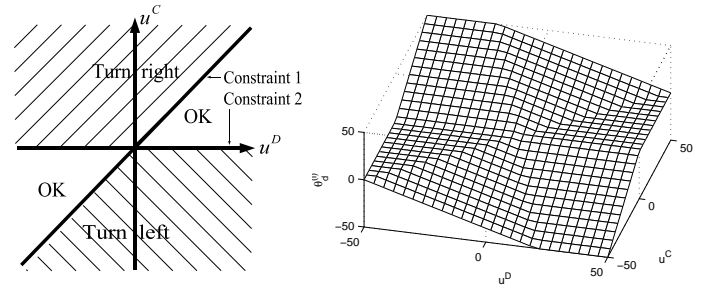 u^C
Turn right
Constraint 1
Constraint 2
OK
u^D
OK
Turn left
50
0
−50
θ_d^(i)
−50
0
50
u^D
−50
0
50
u^C